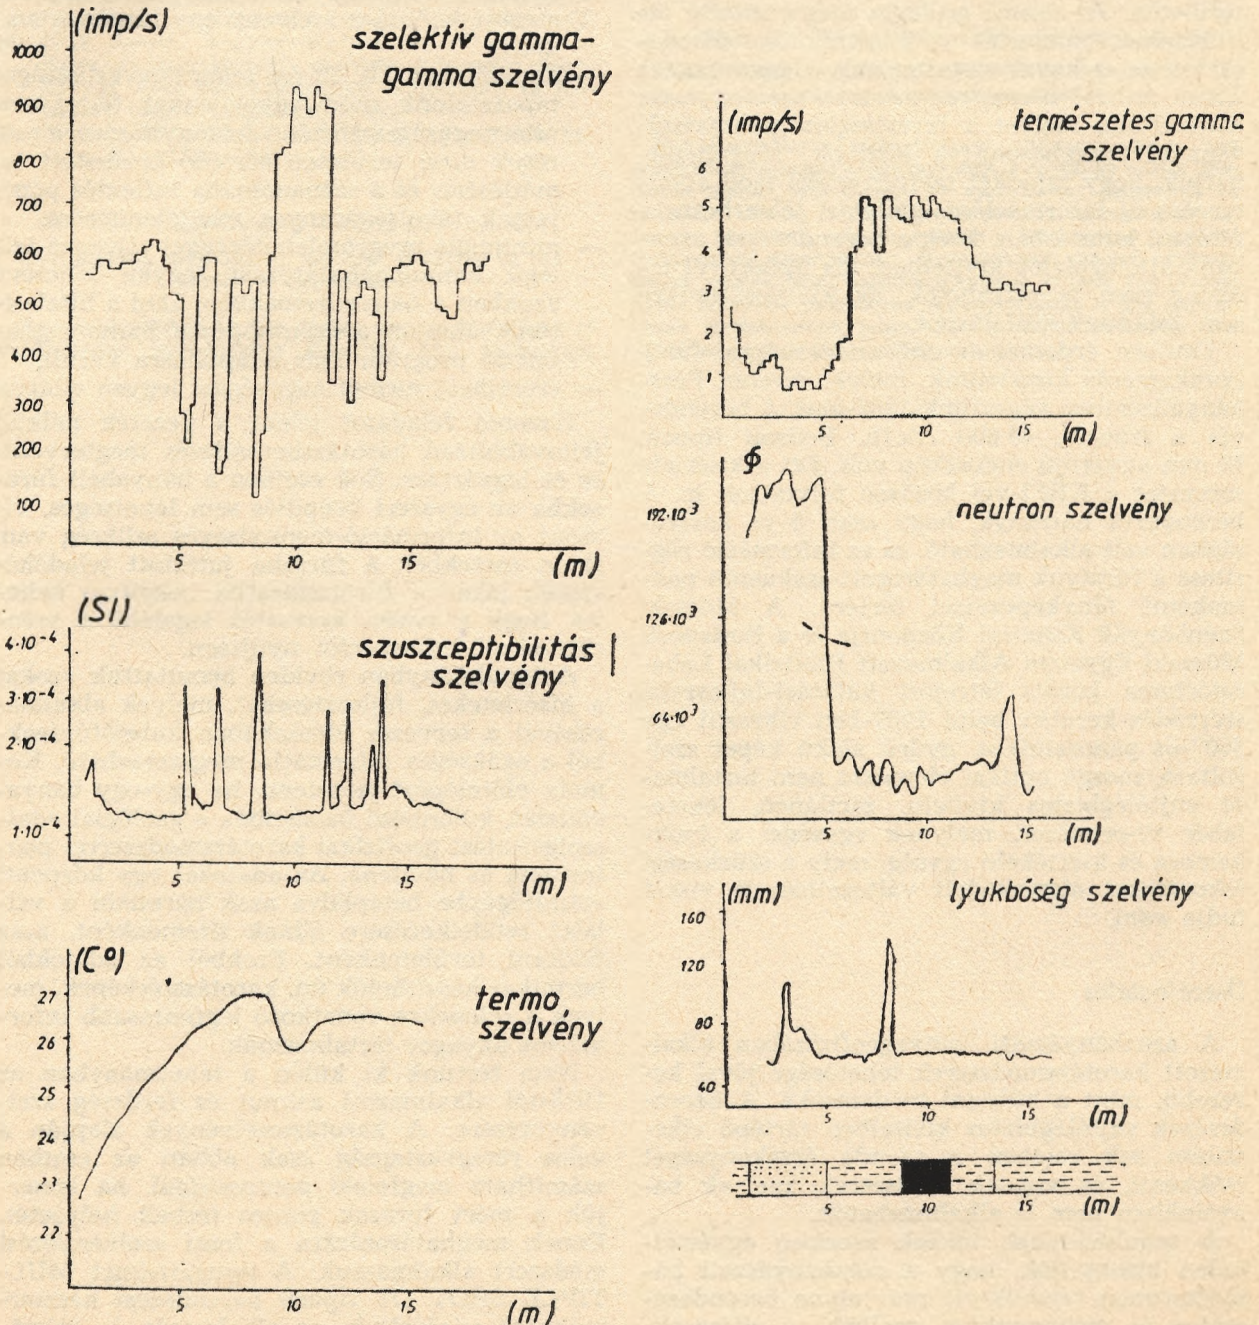 (imp/s)
szelektív gamma-
gamma szelvény
1000
900
800
700
600
500
400
300
200
100
5
10
15
(m)
(SI)
szuszceptibilitás
szelvény
4·10⁻⁴
3·10⁻⁴
2·10⁻⁴
1·10⁻⁴
5
10
15
(m)
(C°)
termo
szelvény
27
26
25
24
23
22
5
10
15
(m)
(imp/s)
természetes gamma
szelvény
6
5
4
3
2
1
5
15
(m)
neutron szelvény
192·10³
126·10³
64·10³
5
10
15
(m)
(mm)
lyukbőség szelvény
160
120
80
40
5
10
15
(m)
5
10
15
(m)